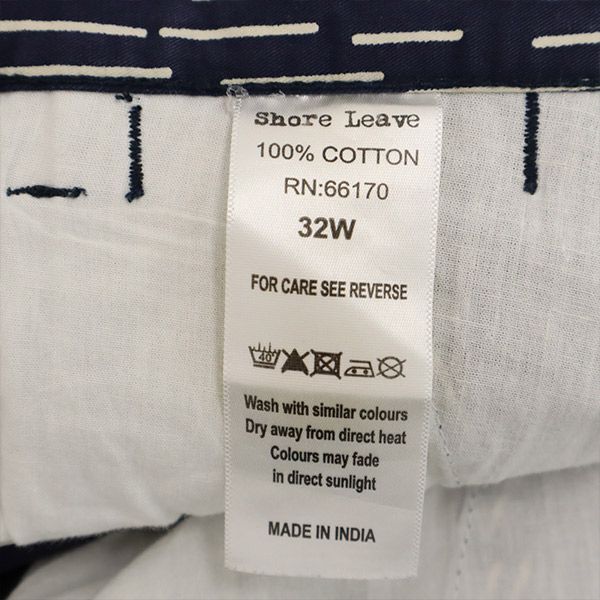 Shore Leave
100% COTTON
RN:66170
32W
FOR CARE SEE REVERSE
40°
Wash with similar colours
Dry away from direct heat
Colours may fade
in direct sunlight
MADE IN INDIA